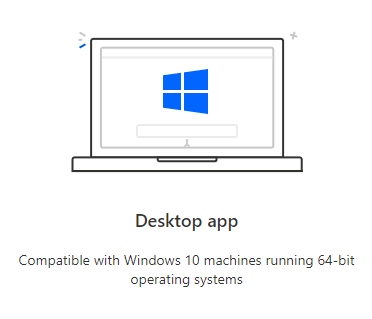 Desktop app
Compatible with Windows 10 machines running 64-bit
operating systems